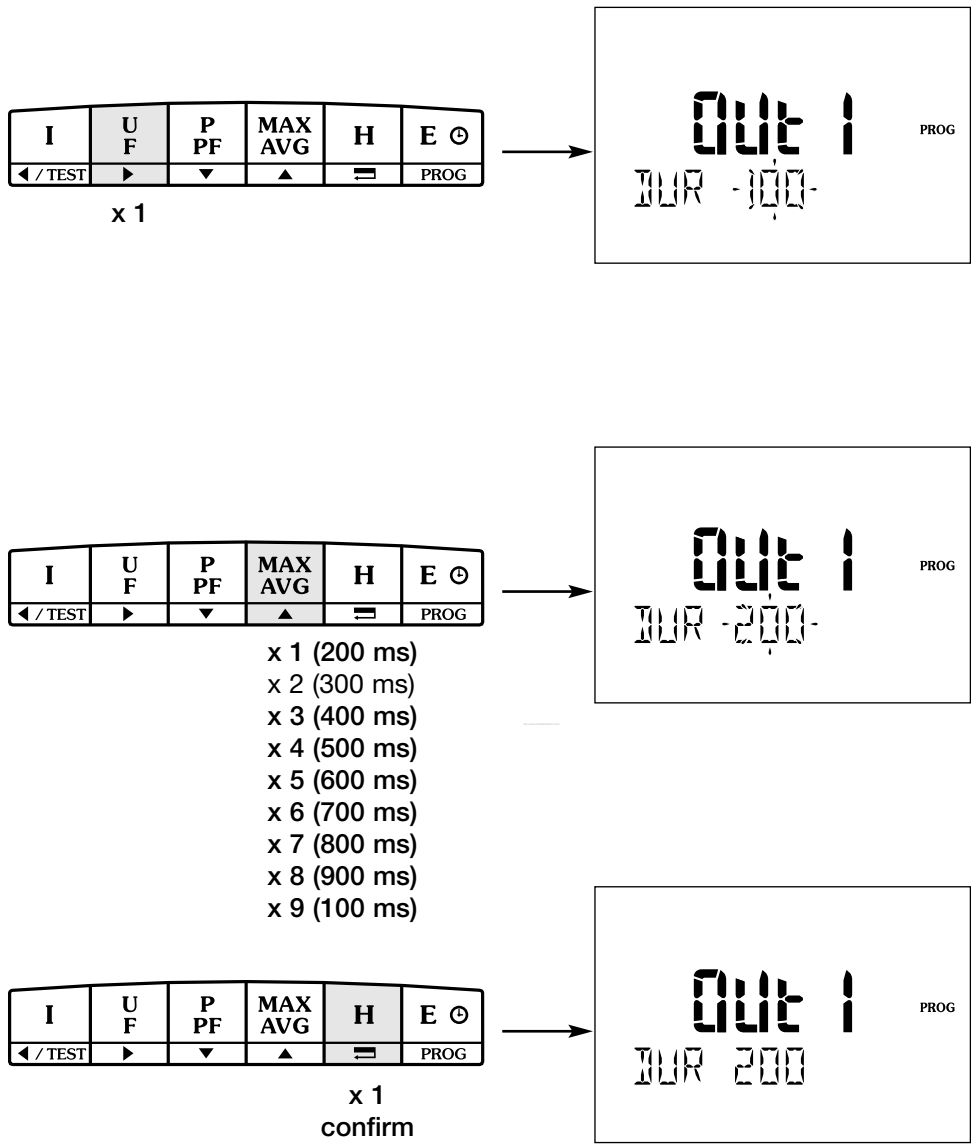 I U P MAX H E
F PF AVG
/ TEST PROG
x 1
OUt 1
PROG
DUR 100
I U P MAX H E
F PF AVG
/ TEST PROG
x 1 (200 ms)
x 2 (300 ms)
x 3 (400 ms)
x 4 (500 ms)
x 5 (600 ms)
x 6 (700 ms)
x 7 (800 ms)
x 8 (900 ms)
x 9 (100 ms)
OUt 1
PROG
DUR 200
I U P MAX H E
F PF AVG
/ TEST PROG
x 1
confirm
OUt 1
PROG
DUR 200